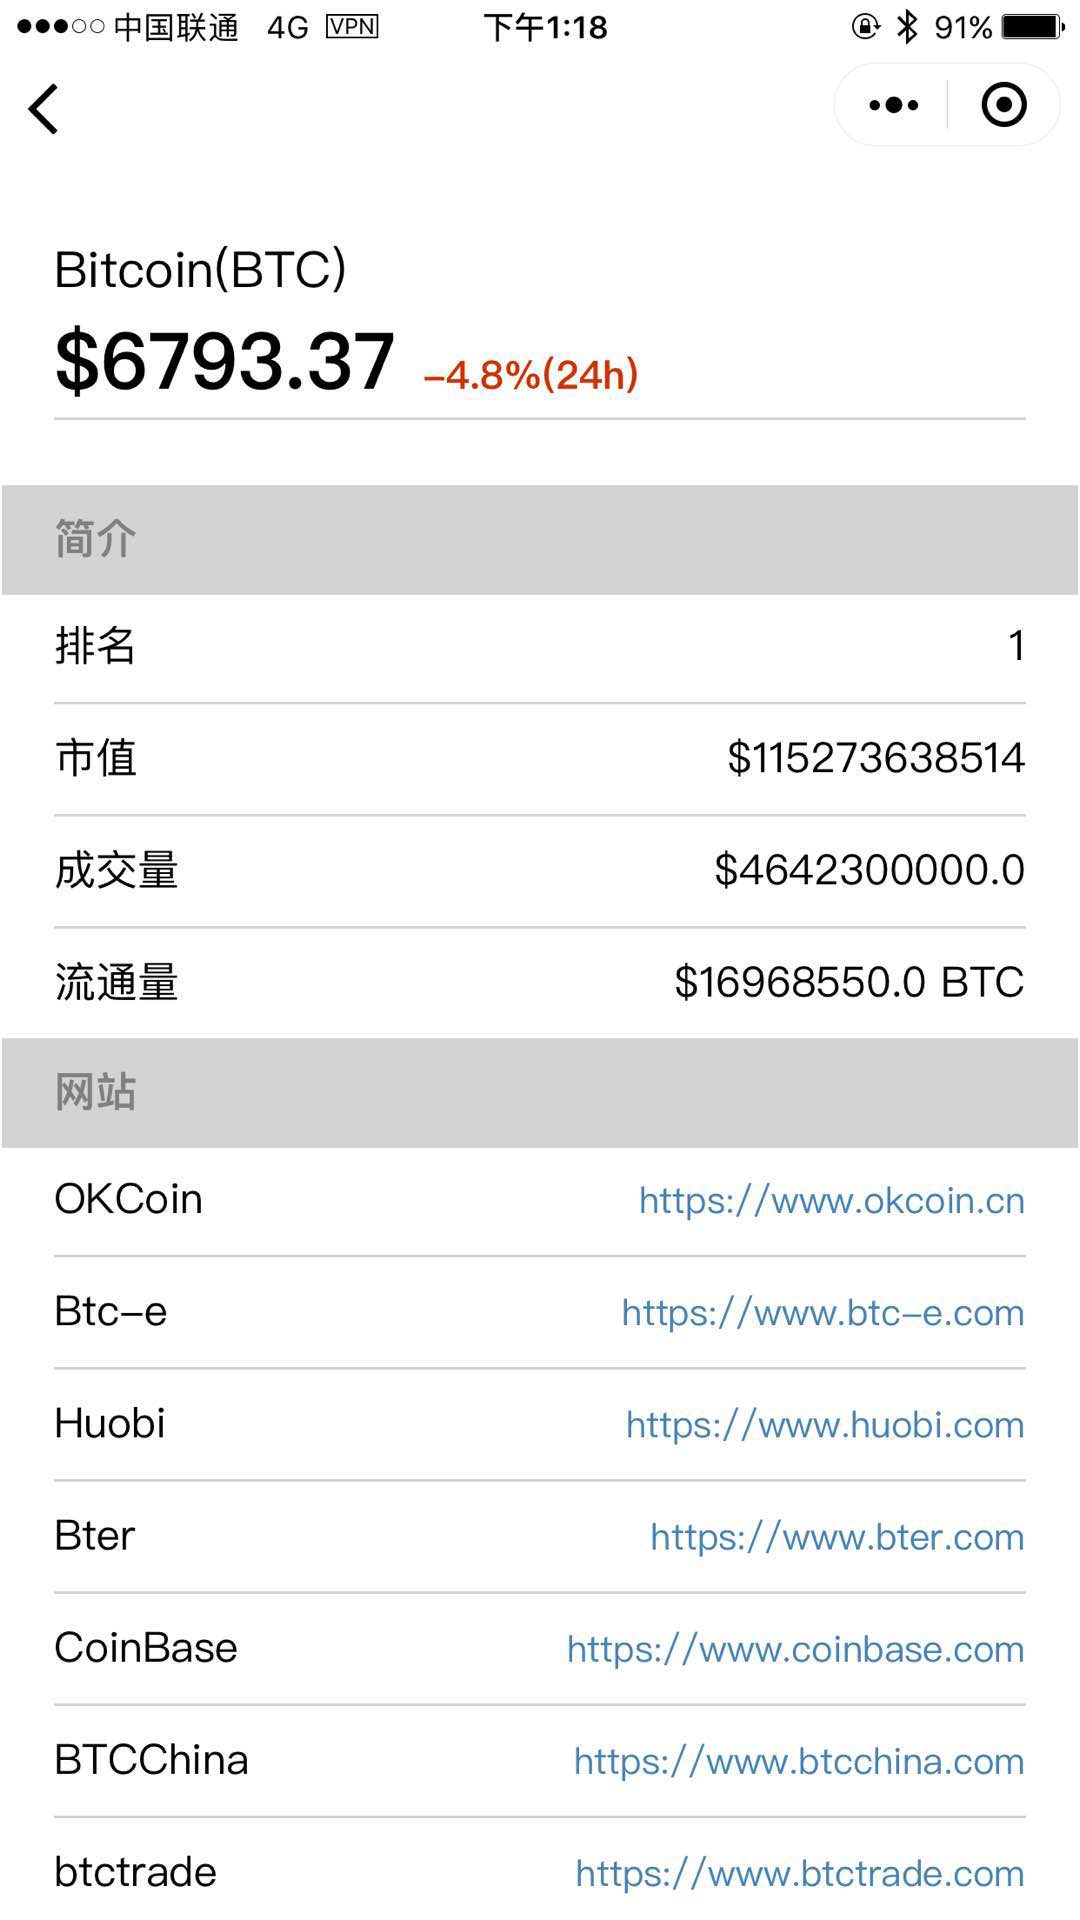 中国联通 4G VPN 下午1:18 91%
Bitcoin(BTC)
$6793.37 -4.8%(24h)
简介
排名 1
市值 $115273638514
成交量 $4642300000.0
流通量 $16968550.0 BTC
网站
OKCoin https://www.okcoin.cn
Btc-e https://www.btc-e.com
Huobi https://www.huobi.com
Bter https://www.bter.com
CoinBase https://www.coinbase.com
BTCChina https://www.btcchina.com
btctrade https://www.btctrade.com